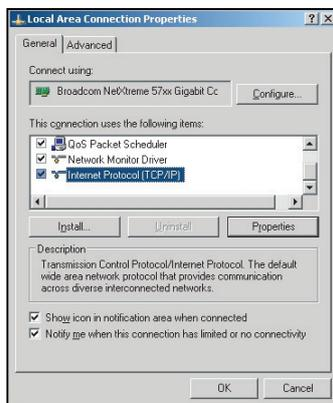 Local Area Connection Properties
General Advanced
Connect using:
Broadcom NetXtreme 57xx Gigabit Cc
Configure...
This connection uses the following items:
QoS Packet Scheduler
Network Monitor Driver
Internet Protocol (TCP/IP)
Install... Uninstall Properties
Description
Transmission Control Protocol/Internet Protocol. The default
wide area network protocol that provides communication
across diverse interconnected networks.
Show icon in notification area when connected
Notify me when this connection has limited or no connectivity
OK Cancel